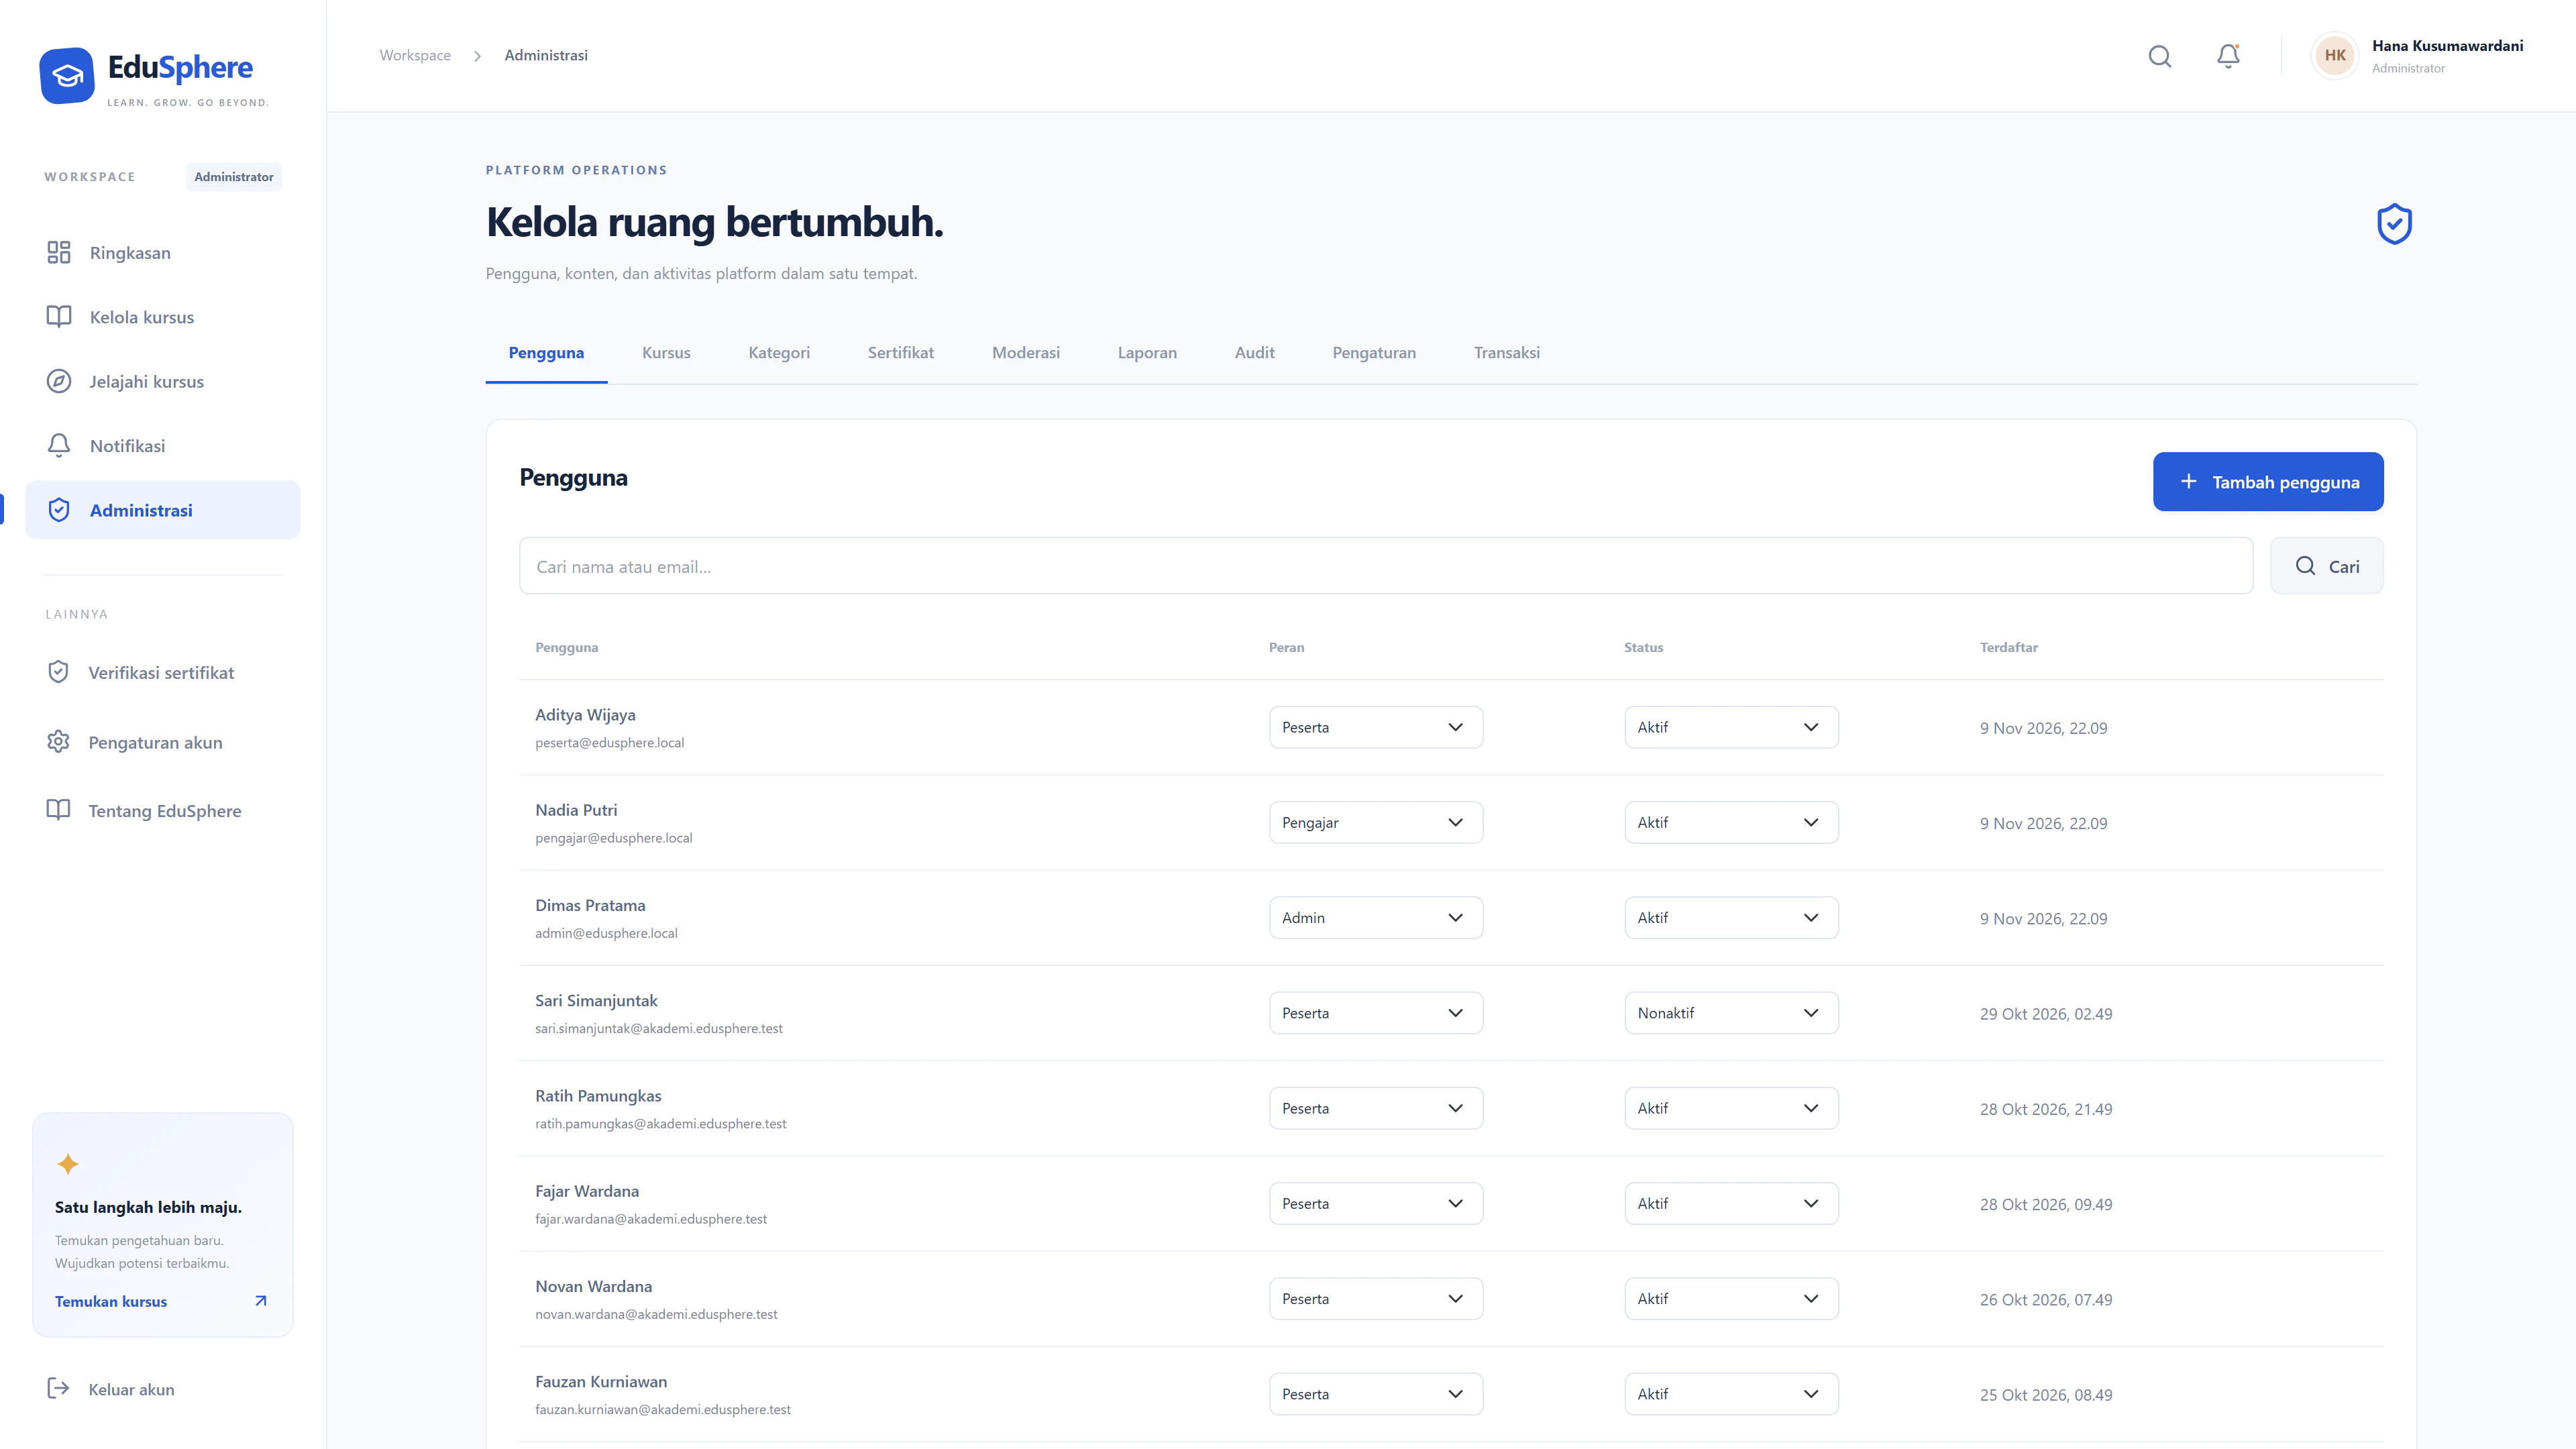 EduSphere
LEARN. GROW. GO BEYOND.
WORKSPACE
Administrator
Ringkasan
Kelola kursus
Jelajahi kursus
Notifikasi
Administrasi
LAINNYA
Verifikasi sertifikat
Pengaturan akun
Tentang EduSphere
Satu langkah lebih maju.
Temukan pengetahuan baru.
Wujudkan potensi terbaikmu.
Temukan kursus
Keluar akun
Workspace
Administrasi
HK
Hana Kusumawardani
Administrator
PLATFORM OPERATIONS
Kelola ruang bertumbuh.
Pengguna, konten, dan aktivitas platform dalam satu tempat.
Pengguna Kursus Kategori Sertifikat Moderasi Laporan Audit Pengaturan Transaksi
Pengguna
Tambah pengguna
Cari nama atau email...
Cari
Pengguna Peran Status Terdaftar
Aditya Wijaya
peserta@edusphere.local
Peserta Aktif 9 Nov 2026, 22.09
Nadia Putri
pengajar@edusphere.local
Pengajar Aktif 9 Nov 2026, 22.09
Dimas Pratama
admin@edusphere.local
Admin Aktif 9 Nov 2026, 22.09
Sari Simanjuntak
sari.simanjuntak@akademi.edusphere.test
Peserta Nonaktif 29 Okt 2026, 02.49
Ratih Pamungkas
ratih.pamungkas@akademi.edusphere.test
Peserta Aktif 28 Okt 2026, 21.49
Fajar Wardana
fajar.wardana@akademi.edusphere.test
Peserta Aktif 28 Okt 2026, 09.49
Novan Wardana
novan.wardana@akademi.edusphere.test
Peserta Aktif 26 Okt 2026, 07.49
Fauzan Kurniawan
fauzan.kurniawan@akademi.edusphere.test
Peserta Aktif 25 Okt 2026, 08.49